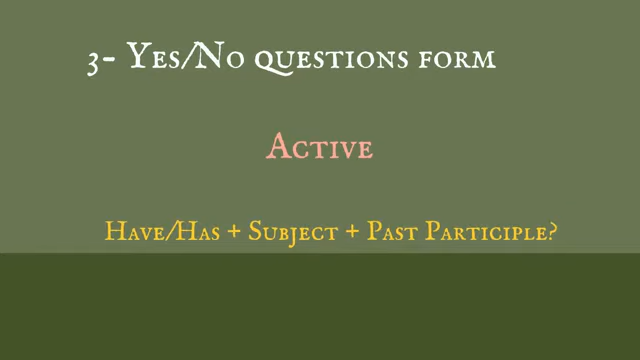 3- Yes/No questions form
Active
Have/Has + Subject + Past Participle?